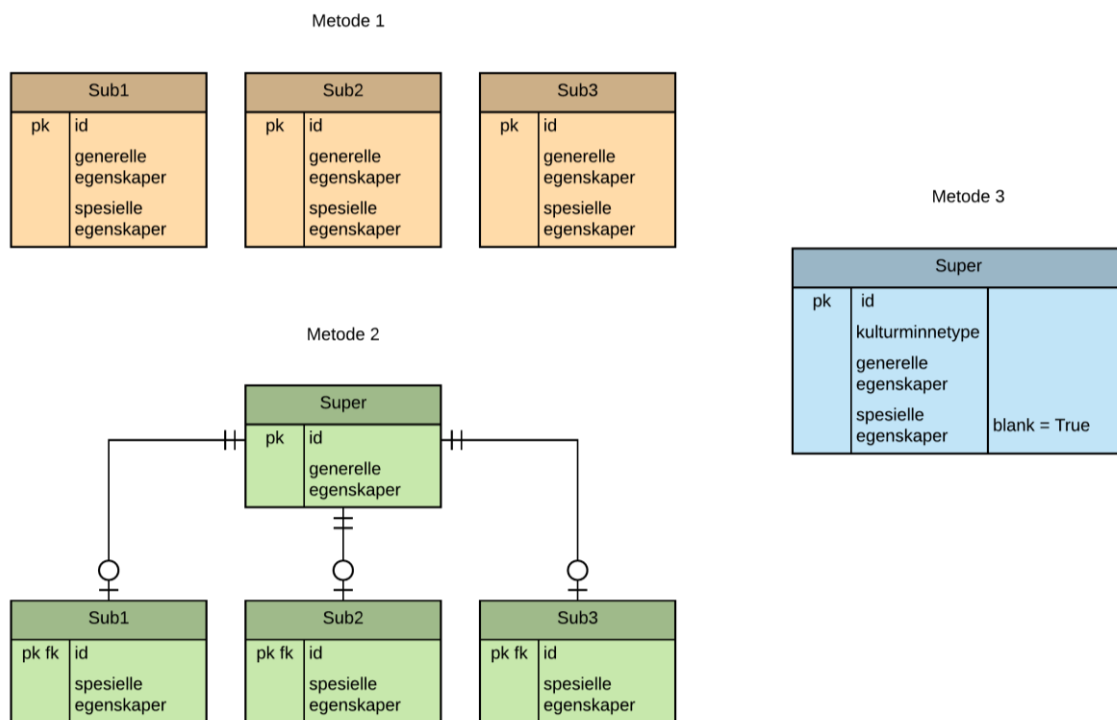 Metode 1
Sub1
pk id
generelle
egenskaper
spesielle
egenskaper
Sub2
pk id
generelle
egenskaper
spesielle
egenskaper
Sub3
pk id
generelle
egenskaper
spesielle
egenskaper
Metode 2
Super
pk id
generelle
egenskaper
Sub1
pk fk id
spesielle
egenskaper
Sub2
pk fk id
spesielle
egenskaper
Sub3
pk fk id
spesielle
egenskaper
Metode 3
Super
pk id
kulturminnetype
generelle
egenskaper
spesielle
egenskaper blank = True